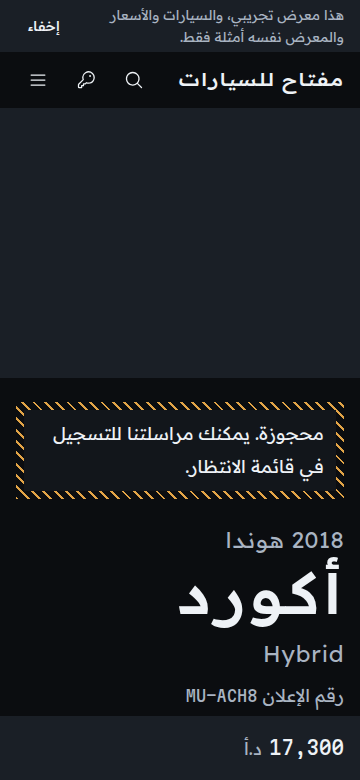 هذا معرض تجريبي، والسيارات والأسعار
والمعرض نفسه أمثلة فقط.
إخفاء
مفتاح للسيارات
محجوزة. يمكنك مراسلتنا للتسجيل
في قائمة الانتظار.
2018 هوندا
أكورد
Hybrid
رقم الإعلان MU-ACH8
17,300 د.أ